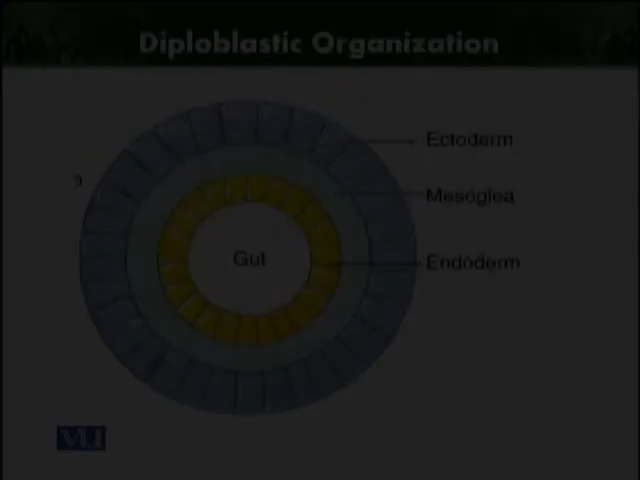 Diploblastic Organization
Ectoderm
Mesoglea
Gut
Endoderm
VU